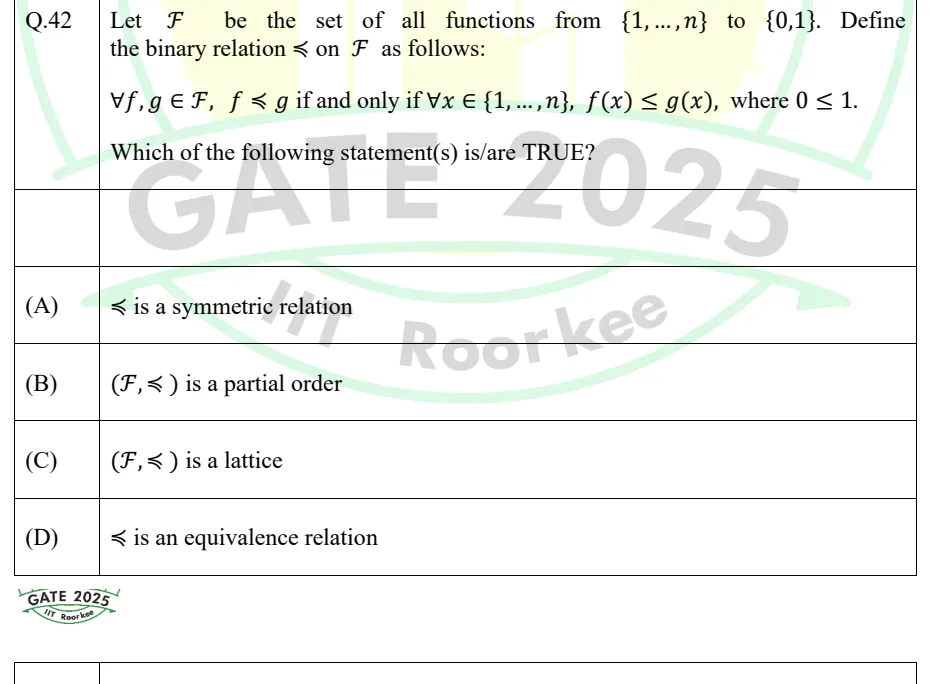 Q.42 Let ℱ be the set of all functions from {1, … , n} to {0,1}. Define
the binary relation ≼ on ℱ as follows:
∀f, g ∈ ℱ, f ≼ g if and only if ∀x ∈ {1, … , n}, f(x) ≤ g(x), where 0 ≤ 1.
Which of the following statement(s) is/are TRUE?
GATE 2025
IIT Roorkee
(A) ≼ is a symmetric relation
(B) (ℱ, ≼ ) is a partial order
(C) (ℱ, ≼ ) is a lattice
(D) ≼ is an equivalence relation
GATE 2025
IIT Roorkee